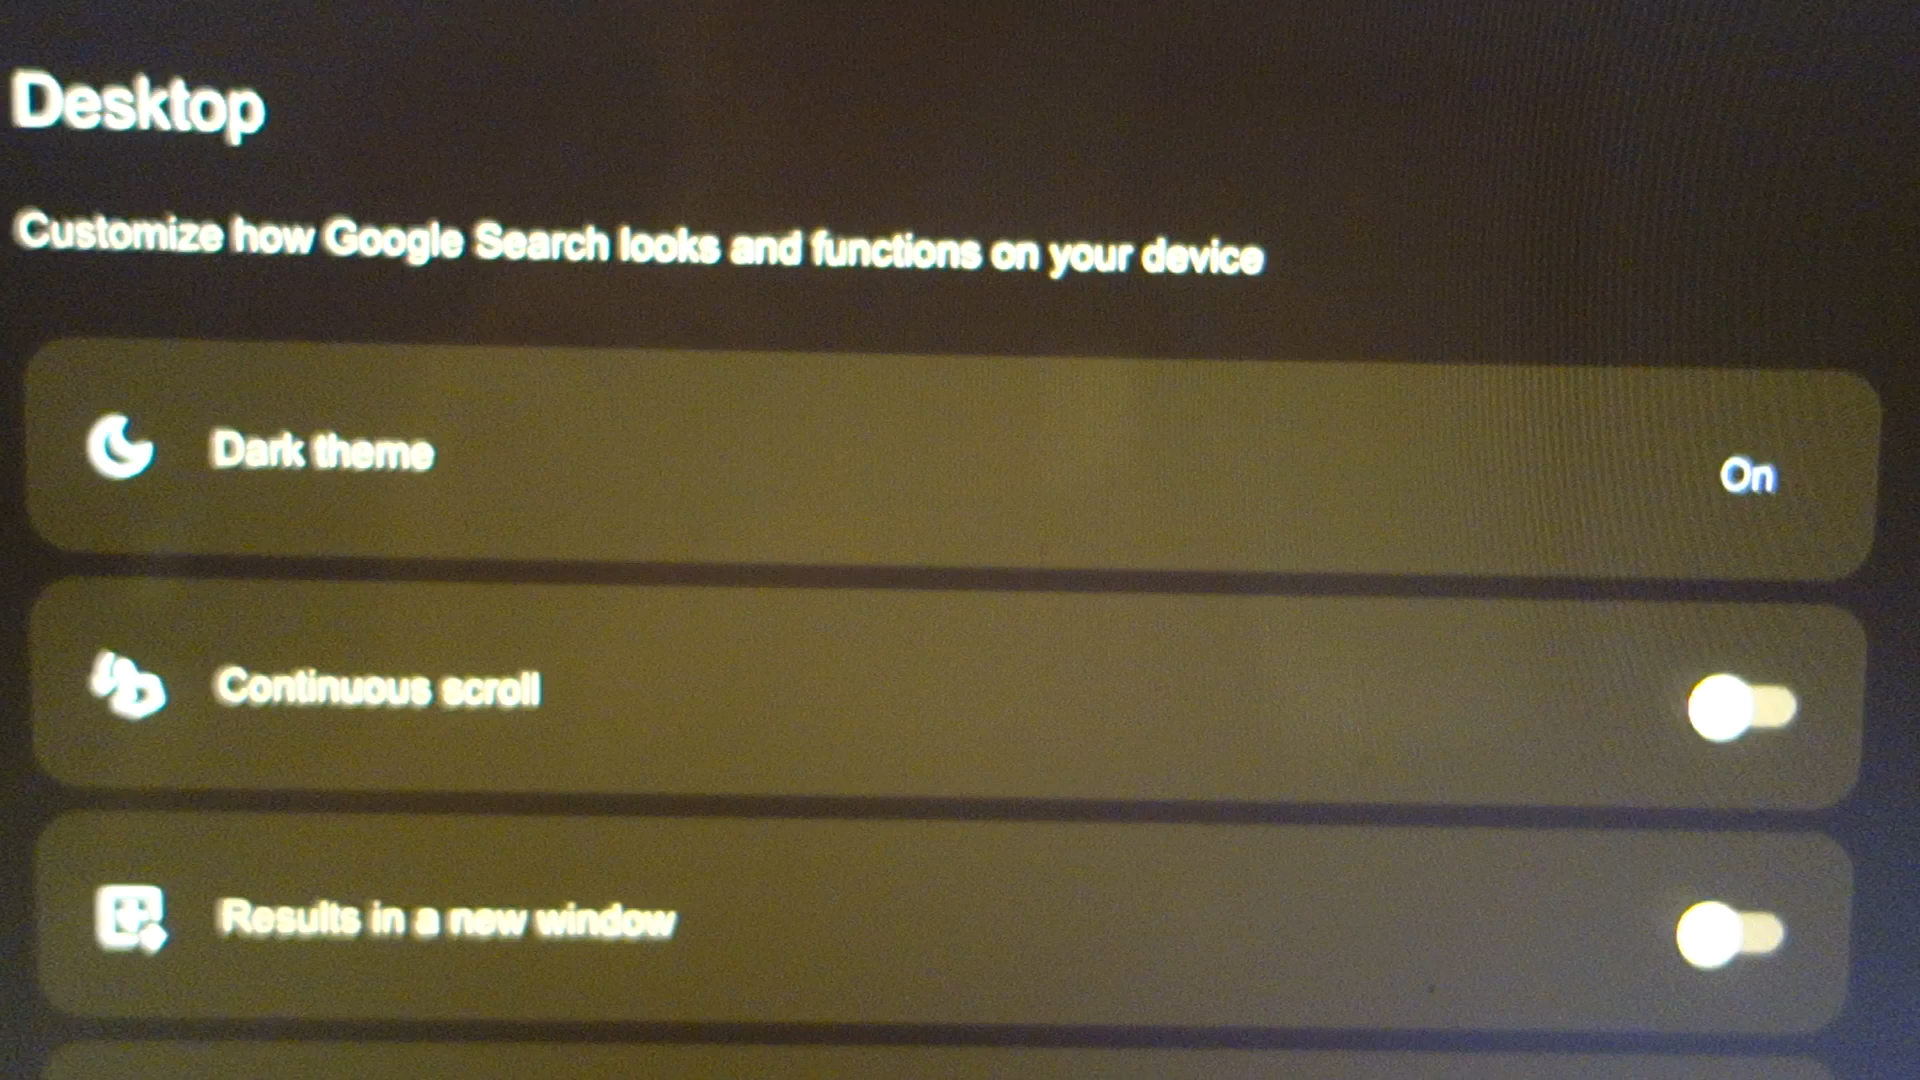 Desktop
Customize how Google Search looks and functions on your device
Dark theme
On
Continuous scroll
Results in a new window